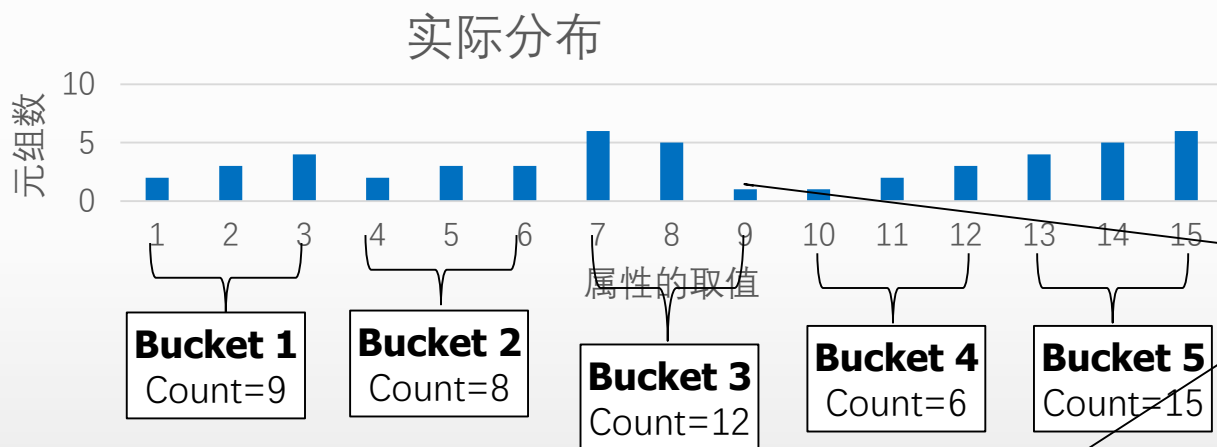 实际分布
元组数
10
5
0
1 2 3 4 5 6 7 8 9 10 11 12 13 14 15
属性的取值
Bucket 1
Count=9
Bucket 2
Count=8
Bucket 3
Count=12
Bucket 4
Count=6
Bucket 5
Count=15